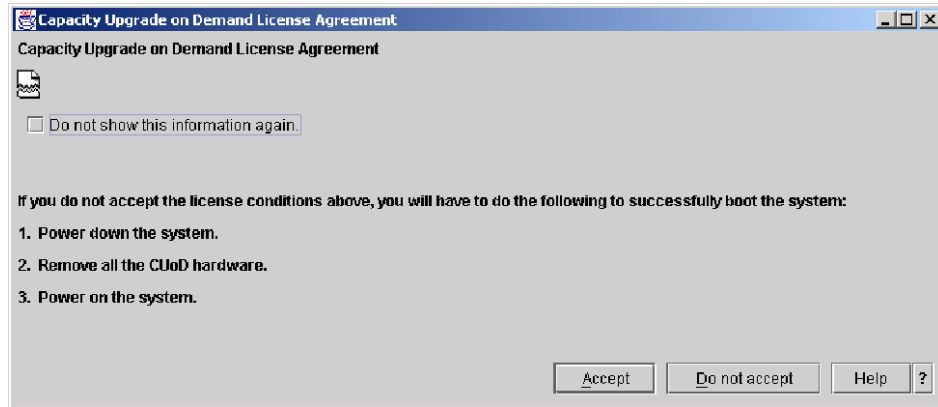 Capacity Upgrade on Demand License Agreement
Capacity Upgrade on Demand License Agreement
Do not show this information again.
If you do not accept the license conditions above, you will have to do the following to successfully boot the system:
1. Power down the system.
2. Remove all the CUoD hardware.
3. Power on the system.
Accept Do not accept Help ?